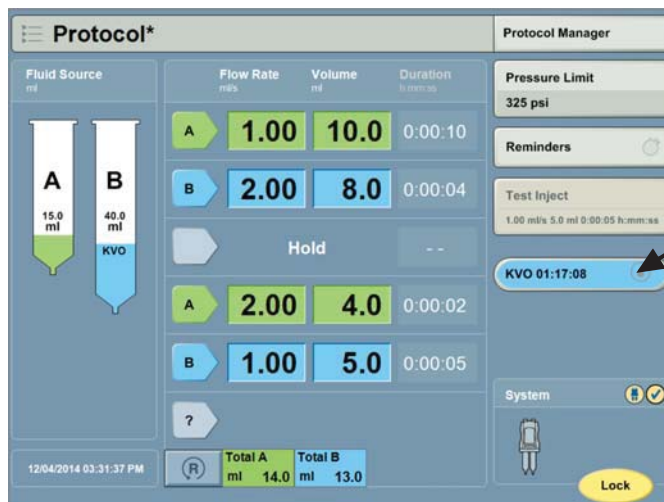 Protocol*
Protocol Manager
Fluid Source
ml
Flow Rate
ml/s
Volume
ml
Duration
h:mm:ss
Pressure Limit
325 psi
A 1.00 10.0 0:00:10
Reminders
B 2.00 8.0 0:00:04
A
15.0
ml
B
40.0
ml
KVO
Test Inject
1.00 ml/s 5.0 ml 0:00:05 h:mm:ss
Hold - -
KVO 01:17:08
A 2.00 4.0 0:00:02
B 1.00 5.0 0:00:05
System
?
12/04/2014 03:31:37 PM
R
Total A
ml 14.0
Total B
ml 13.0
Lock